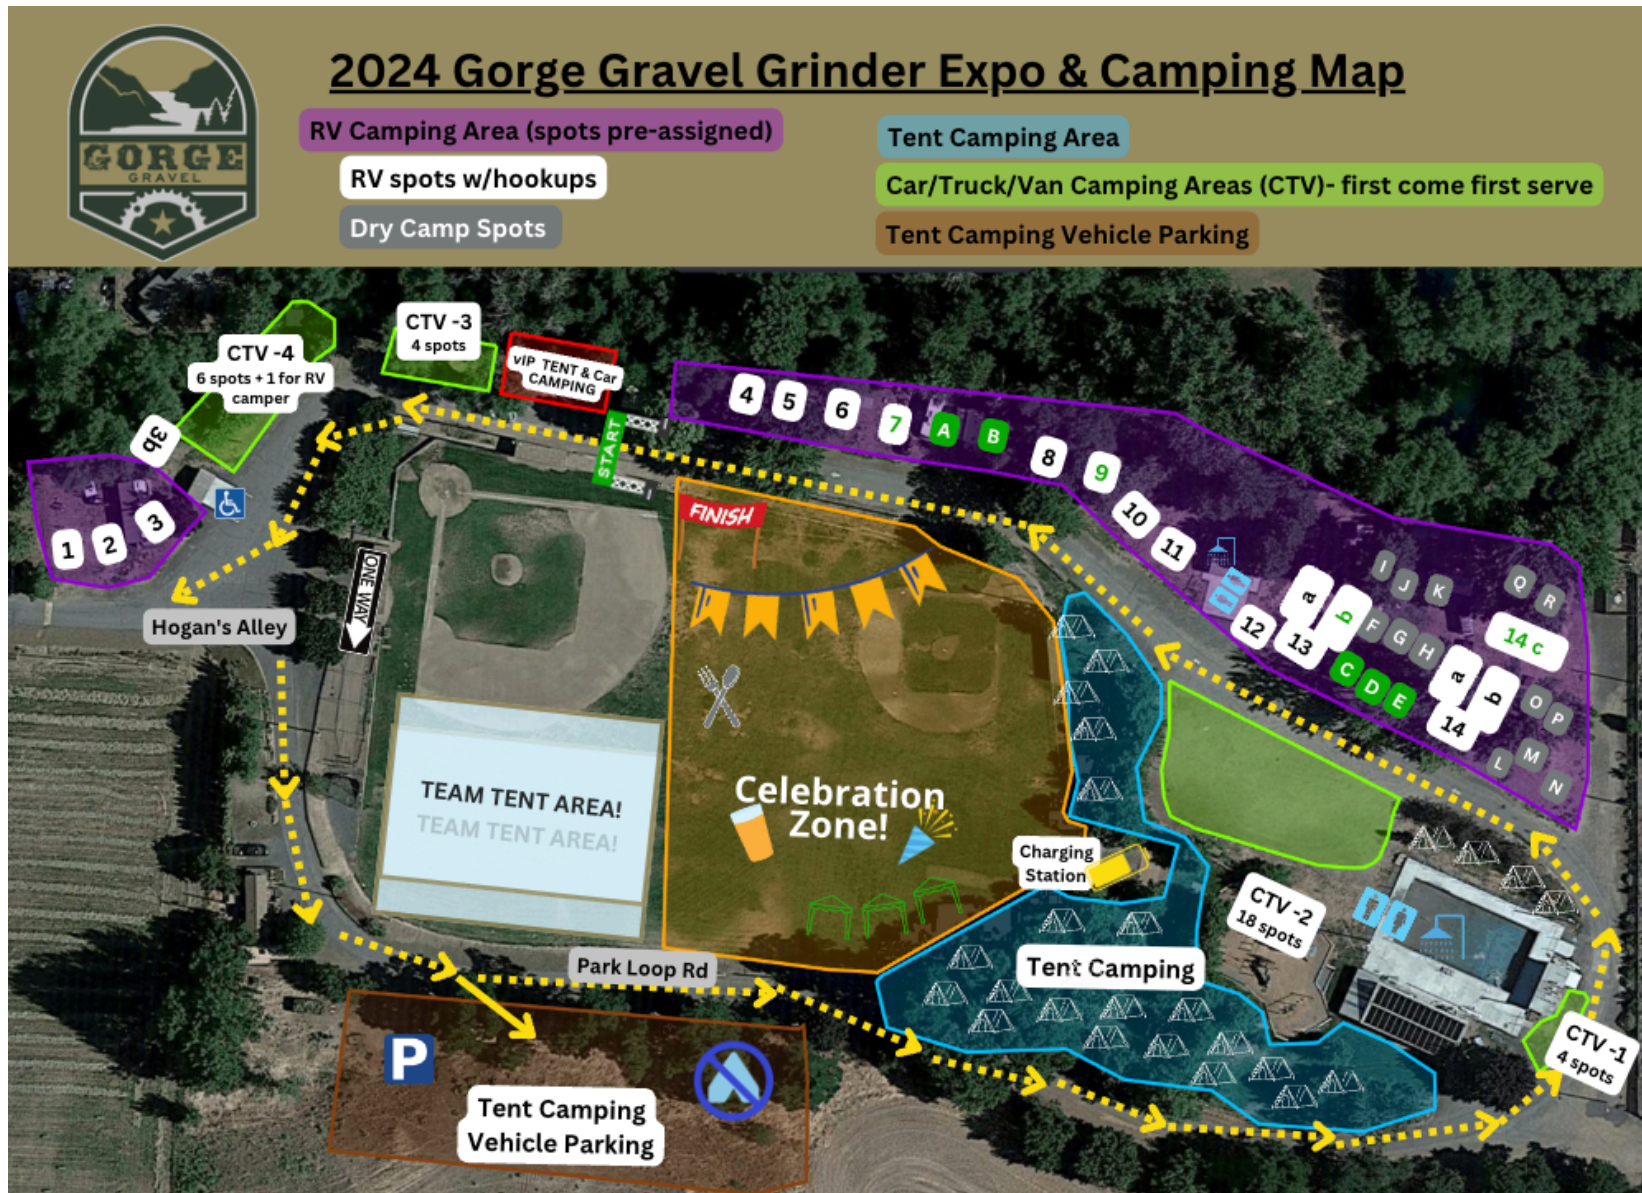 2024 Gorge Gravel Grinder Expo & Camping Map
GORGE
GRAVEL
RV Camping Area (spots pre-assigned)
RV spots w/hookups
Dry Camp Spots
Tent Camping Area
Car/Truck/Van Camping Areas (CTV)- first come first serve
Tent Camping Vehicle Parking
CTV -4
6 spots + 1 for RV
camper
CTV -3
4 spots
vIP TENT & Car
CAMPING
START
3b
1
2
3
4
5
6
7
A
B
8
9
10
11
12
13
a
b
F
G
H
I
J
K
Q
R
14 c
C
D
E
a
b
14
O
P
L
M
N
ONE WAY
Hogan's Alley
FINISH
TEAM TENT AREA!
TEAM TENT AREA!
Celebration
Zone!
Charging
Station
CTV -2
18 spots
Tent Camping
Park Loop Rd
CTV -1
4 spots
P
Tent Camping
Vehicle Parking